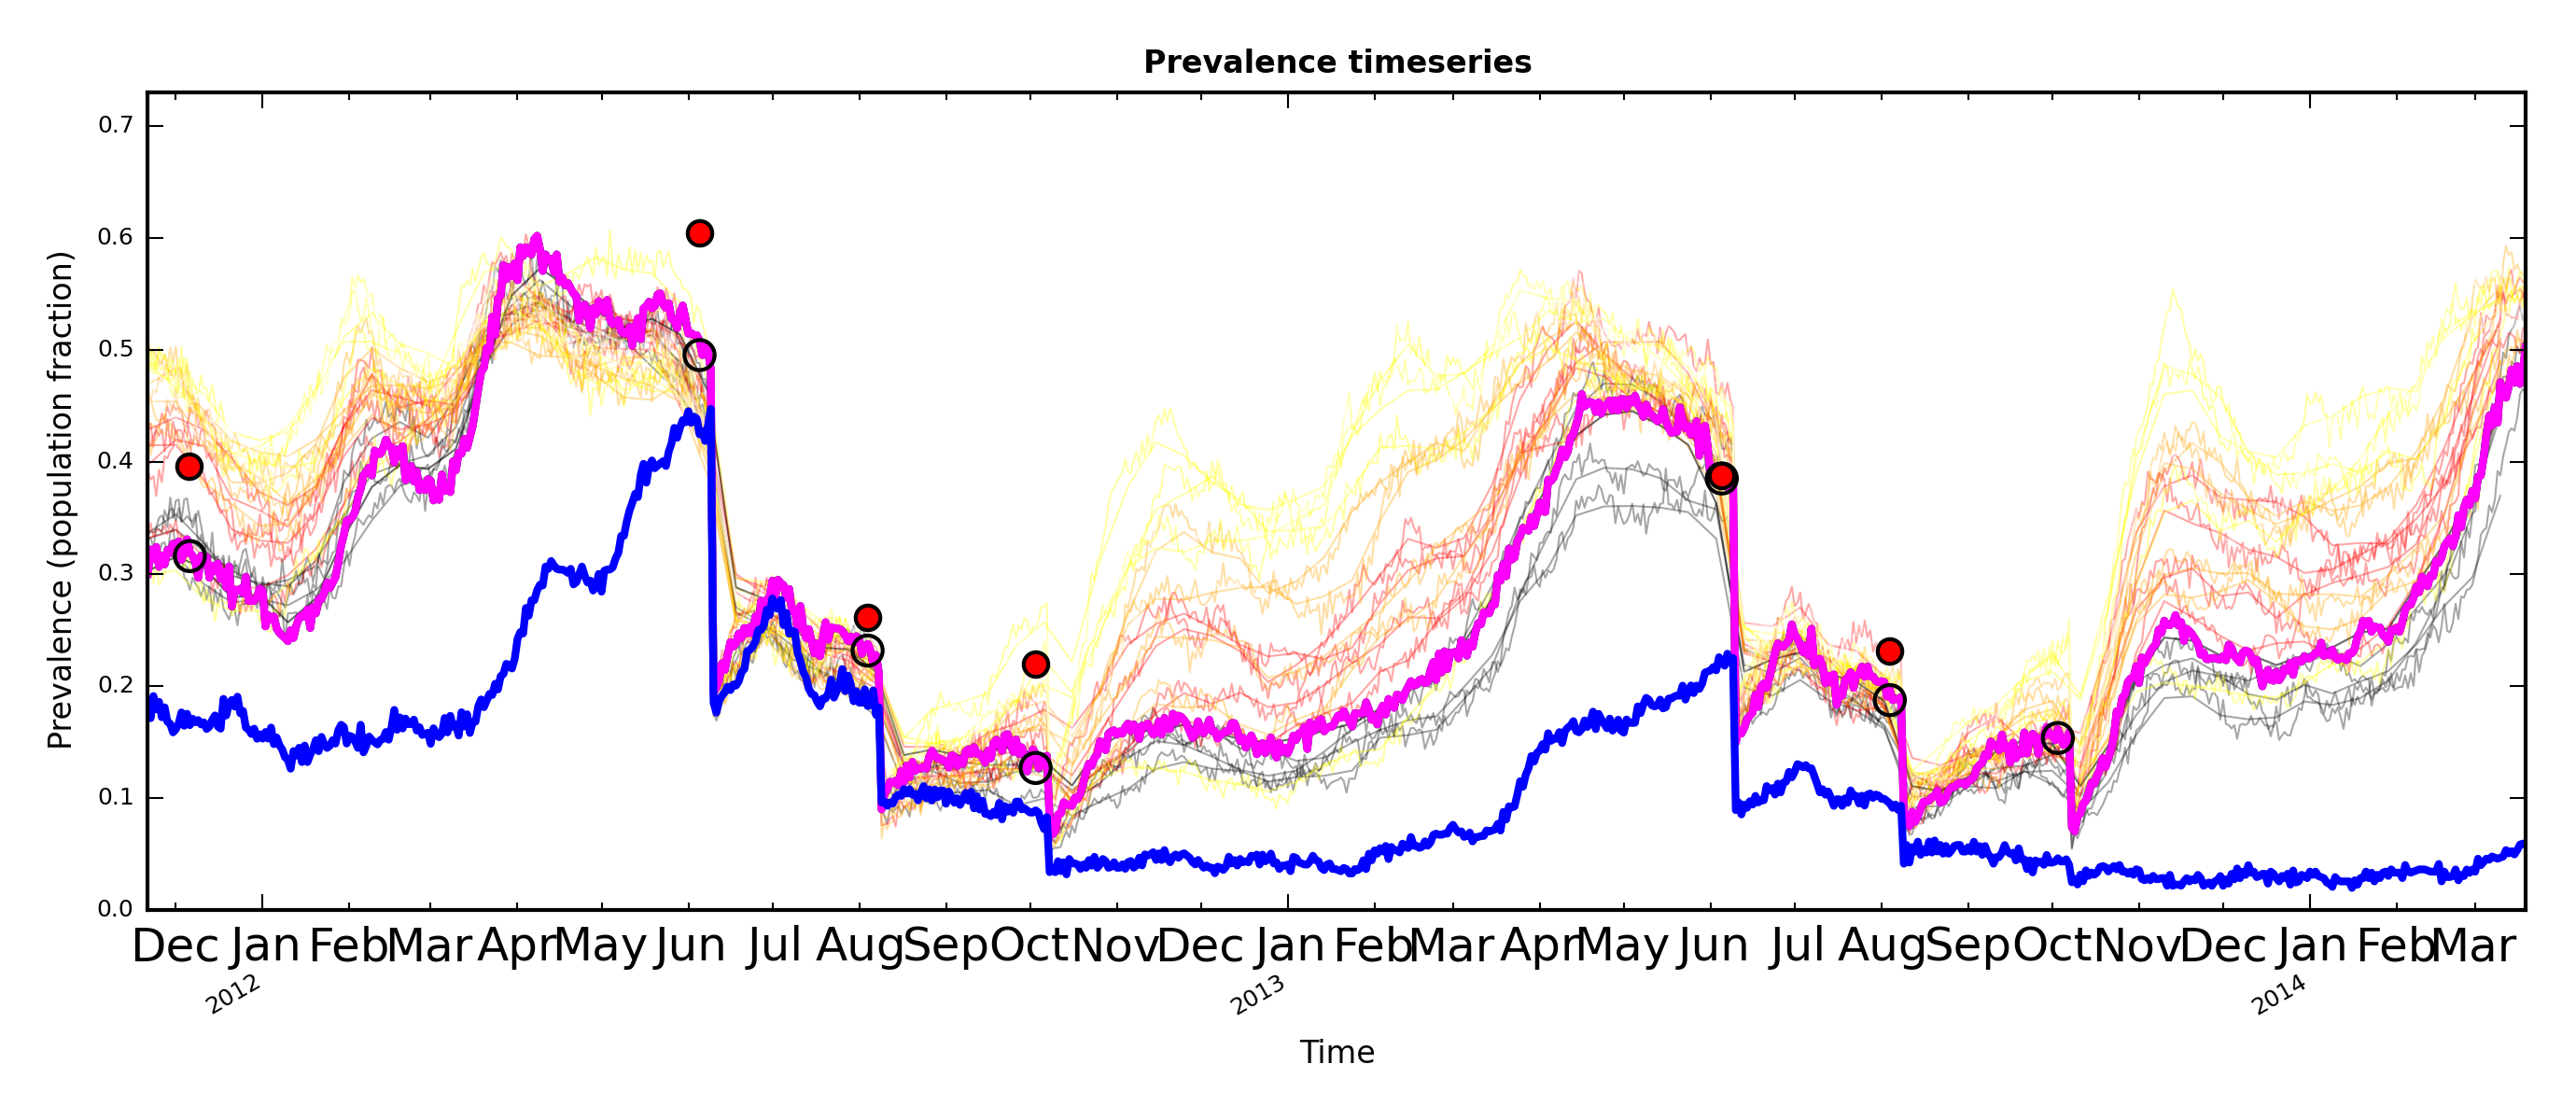 Prevalence timeseries
Prevalence (population fraction)
0.7
0.6
0.5
0.4
0.3
0.2
0.1
0.0
Dec Jan Feb Mar Apr May Jun Jul Aug Sep Oct Nov Dec Jan Feb Mar Apr May Jun Jul Aug Sep Oct Nov Dec Jan Feb Mar
2012 2013 2014
Time